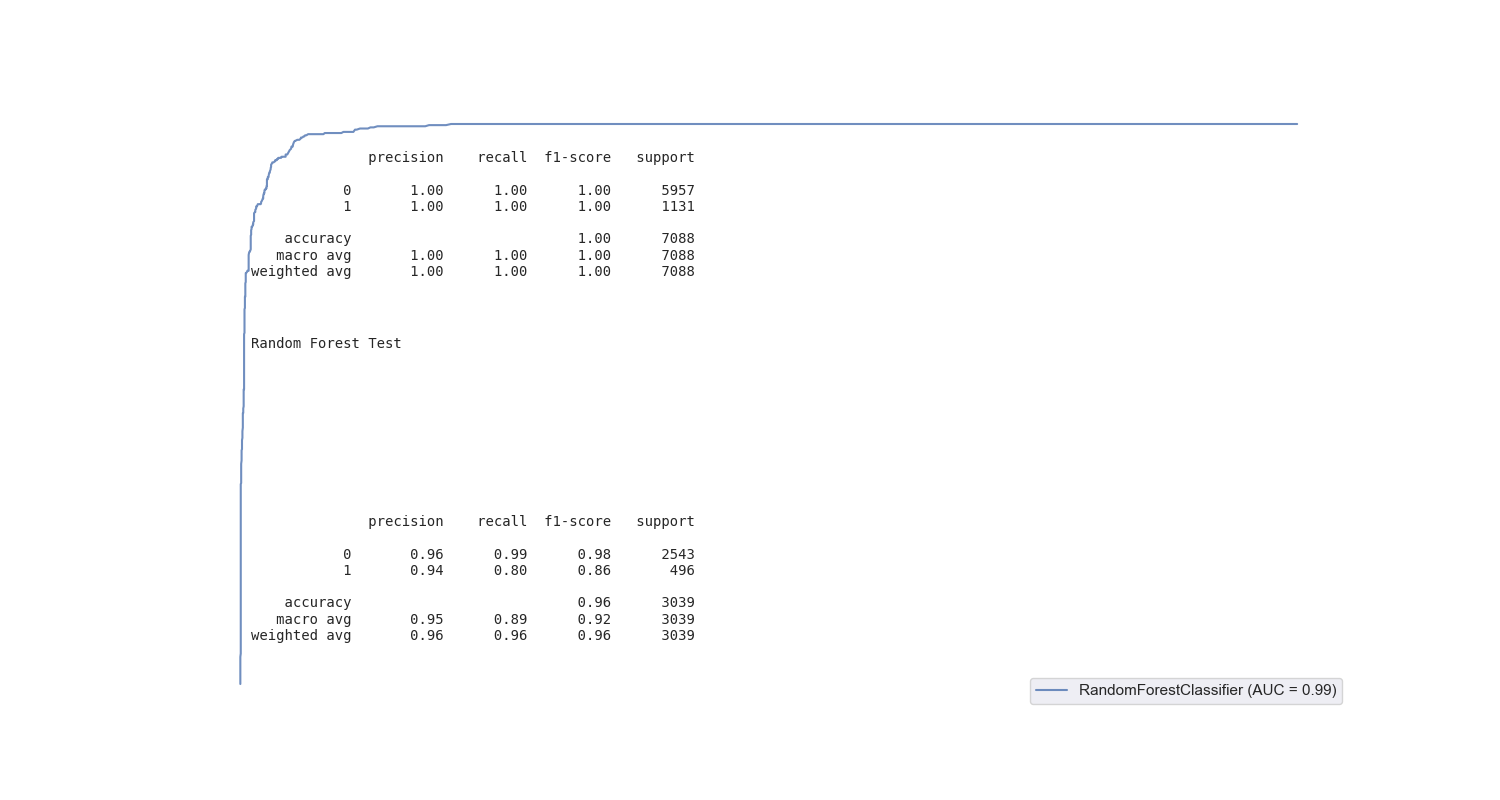 precision    recall  f1-score   support
0       1.00      1.00      1.00      5957
1       1.00      1.00      1.00      1131
accuracy                           1.00      7088
macro avg       1.00      1.00      1.00      7088
weighted avg       1.00      1.00      1.00      7088
Random Forest Test
precision    recall  f1-score   support
0       0.96      0.99      0.98      2543
1       0.94      0.80      0.86       496
accuracy                           0.96      3039
macro avg       0.95      0.89      0.92      3039
weighted avg       0.96      0.96      0.96      3039
RandomForestClassifier (AUC = 0.99)